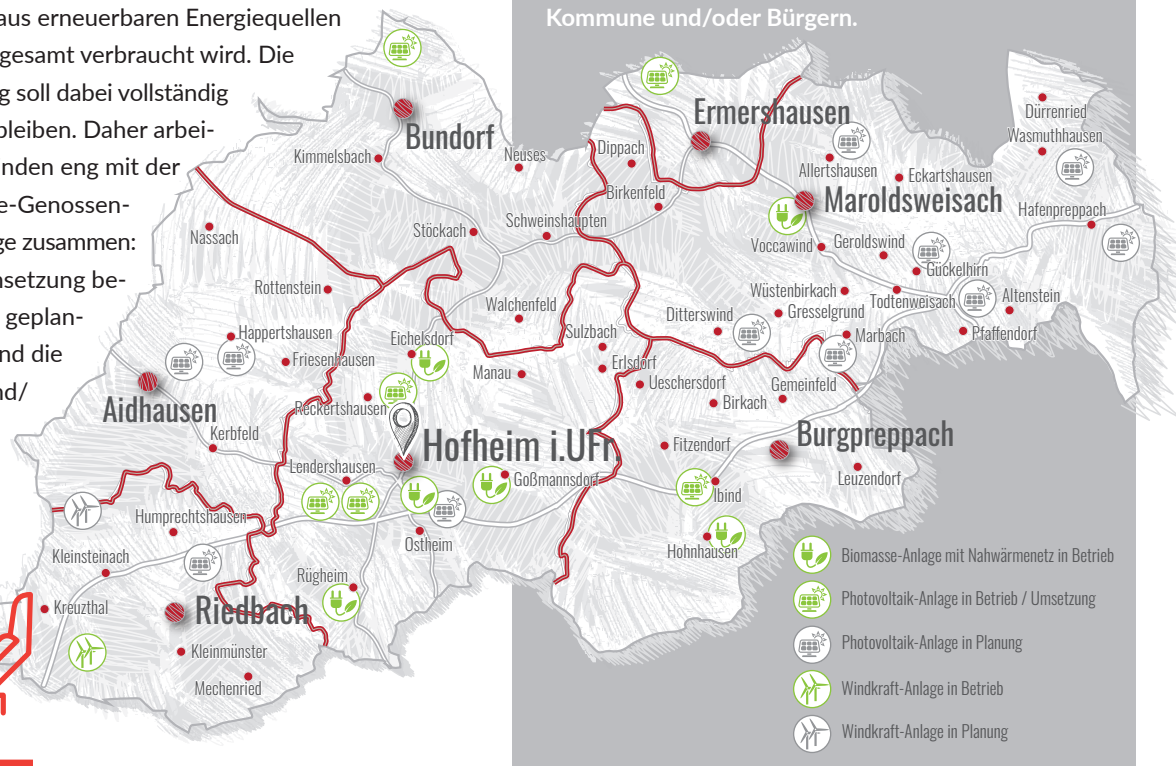 aus erneuerbaren Energiequellen
gesamt verbraucht wird. Die
g soll dabei vollständig
bleiben. Daher arbei-
nden eng mit der
e-Genossen-
ge zusammen:
nsetzung be-
geplan-
nd die
nd/
Kommune und/oder Bürgern.
Bundorf
Kimmelsbach
Neuses
Nassach
Stöckach
Schweinshaupten
Rottenstein
Dippach
Birkenfeld
Ermershausen
Allertshausen
Eckartshausen
Dürrenried
Wasmuthhausen
Maroldsweisach
Hafenpreppach
Voccawind
Geroldswind
Gückelhirn
Wüstenbirkach
Todtenweisach
Altenstein
Gresselgrund
Pfaffendorf
Ditterswind
Marbach
Walchenfeld
Sulzbach
Happertshausen
Friesenhausen
Eichelsdorf
Manau
Erlsdorf
Ueschersdorf
Gemeinfeld
Birkach
Aidhausen
Reckertshausen
Kerbfeld
Hofheim i.UFr.
Fitzendorf
Burgpreppach
Leuzendorf
Lendershausen
Goßmannsdorf
Ibind
Humprechtshausen
Ostheim
Hohnhausen
Kleinsteinach
Rügheim
Kreuzthal
Riedbach
Kleinmünster
Mechenried
Biomasse-Anlage mit Nahwärmenetz in Betrieb
Photovoltaik-Anlage in Betrieb / Umsetzung
Photovoltaik-Anlage in Planung
Windkraft-Anlage in Betrieb
Windkraft-Anlage in Planung